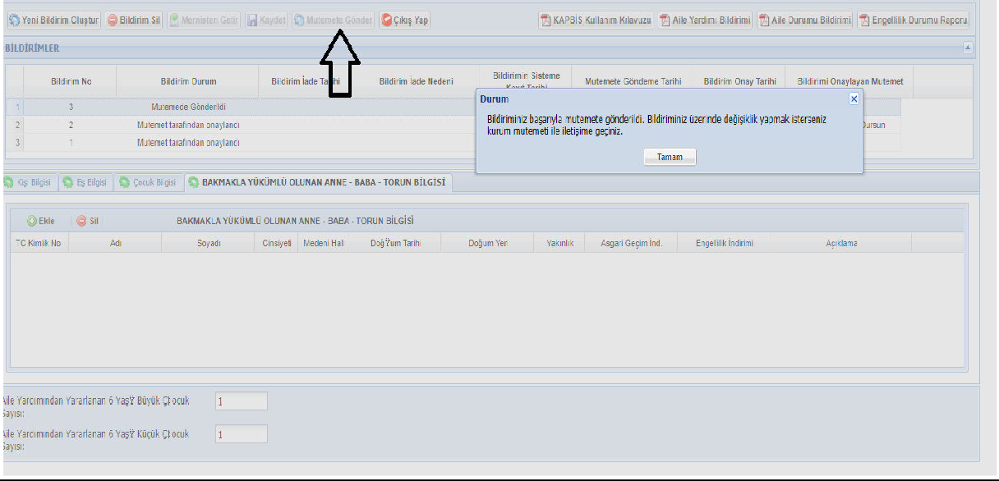 Yeni Bildirim Oluştur Bildirim Sil Mernisten Getir Kaydet Mutemete Gönder Çıkış Yap KAPBİS Kullanım Kılavuzu Aile Yardımı Bildirimi Aile Durumu Bildirimi Engellilik Durumu Raporu
BİLDİRİMLER
Bildirim No Bildirim Durum Bildirim İade Tarihi Bildirim İade Nedeni Bildirimin Sisteme Kayıt Tarihi Mutemete Göndeme Tarihi Bildirim Onay Tarihi Bildirimi Onaylayan Mutemet
1 3 Mutemede Gönderildi
2 2 Mutemet tarafından onaylandı Dursun
3 1 Mutemet tarafından onaylandı
Durum
Bildiriminiz başarıyla mutemete gönderildi. Bildiriminiz üzerinde değişiklik yapmak isterseniz
kurum mutemeti ile iletişime geçiniz.
Tamam
Kişi Bilgisi Eş Bilgisi Çocuk Bilgisi BAKMAKLA YÜKÜMLÜ OLUNAN ANNE - BABA - TORUN BİLGİSİ
Ekle Sil BAKMAKLA YÜKÜMLÜ OLUNAN ANNE - BABA - TORUN BİLGİSİ
TC Kimlik No Adı Soyadı Cinsiyeti Medeni Hali DoğŸum Tarihi Doğum Yeri Yakınlık Asgari Geçim İnd. Engellilik İndirimi Açıklama
Aile Yardımından Yararlanan 6 YaşŸ Büyük Çocuk 1
Sayısı:
Aile Yardımından Yararlanan 6 YaşŸ Küçük Çocuk 1
Sayısı: